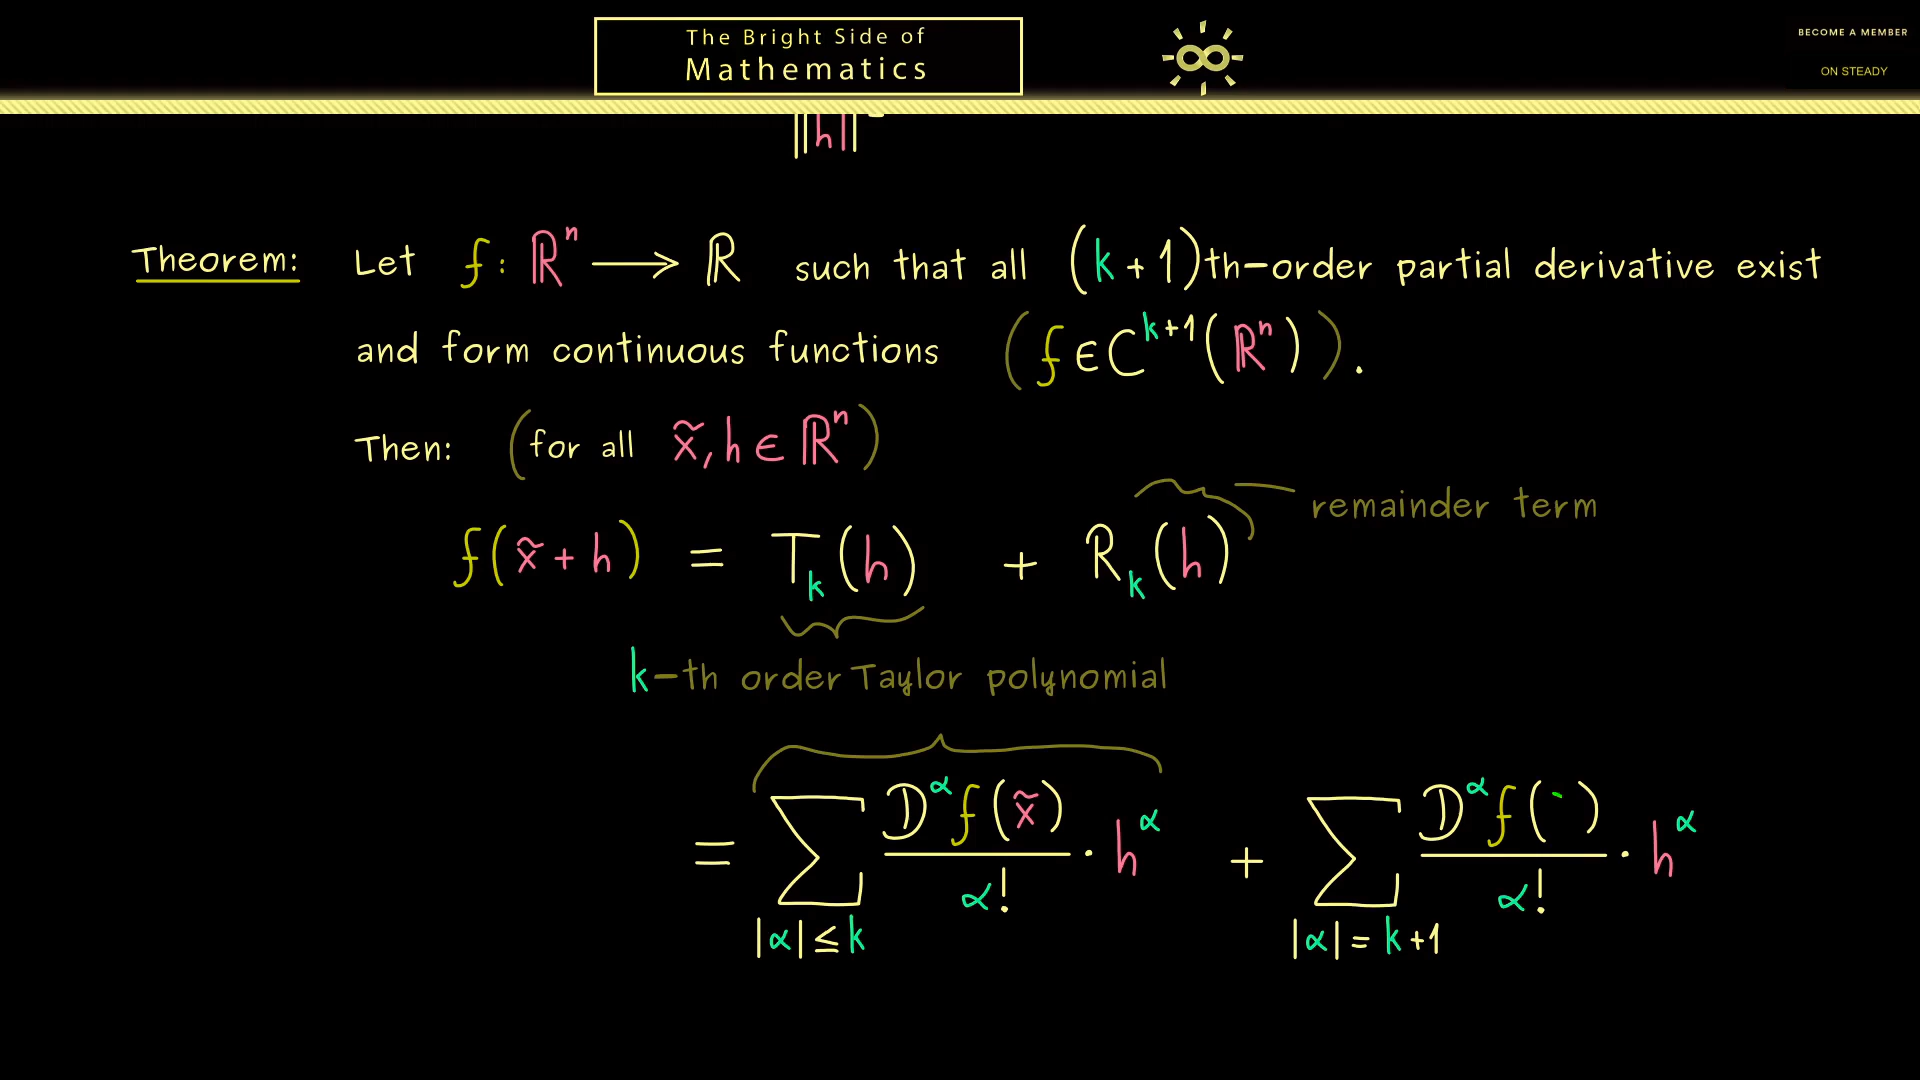 The Bright Side of
Mathematics
BECOME A MEMBER
ON STEADY
||h||
Theorem: Let f: ℝⁿ ⟶ ℝ such that all (k+1)th-order partial derivative exist
and form continuous functions (f ∈ C^{k+1}(ℝⁿ)).
Then: (for all x̃, h ∈ ℝⁿ)
remainder term
f(x̃ + h) = T_k(h) + R_k(h)
k-th order Taylor polynomial
= ∑_{|α| ≤ k} D^α f(x̃) / α! · h^α + ∑_{|α| = k+1} D^α f( ) / α! · h^α